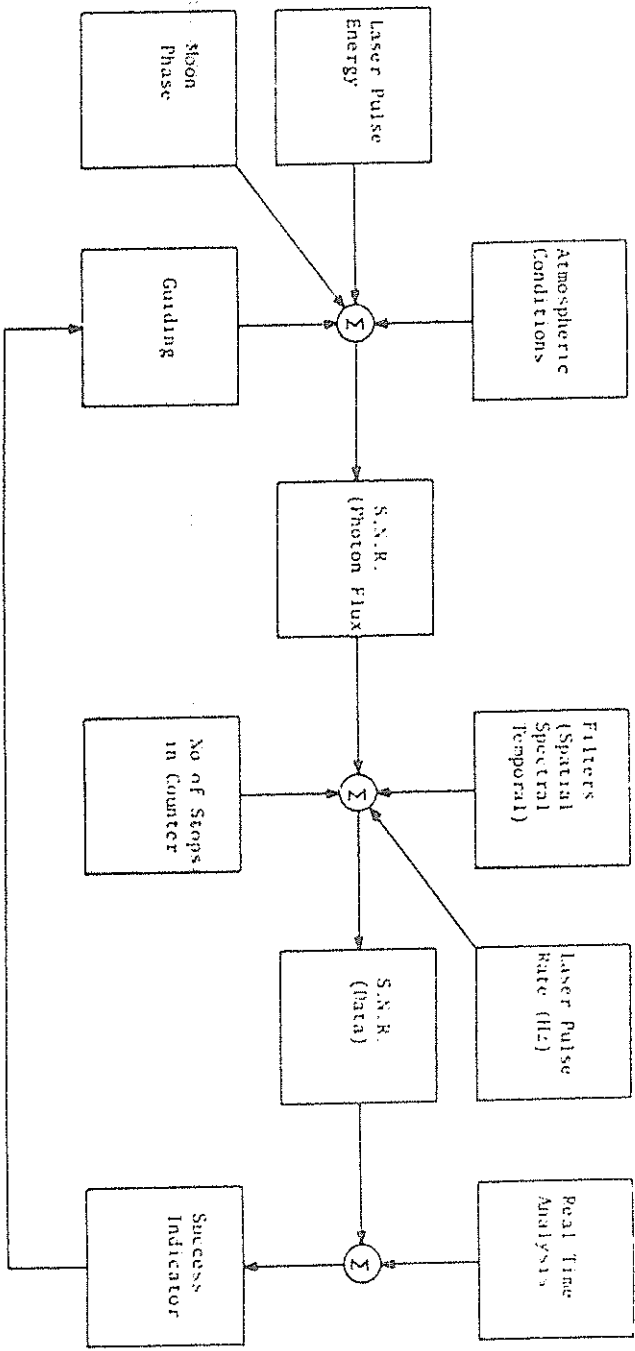 Laser Pulse
Energy
Moon
Phase
Atmospheric
Conditions
Σ
Guiding
S.N.R.
(Photon Flux
Filters
(Spatial
Spectral
Temporal)
Σ
No of Stops
in Counter
Laser Pulse
Rate (Hz)
S.N.R.
(Data)
Real Time
Analysis
Σ
Success
Indicator